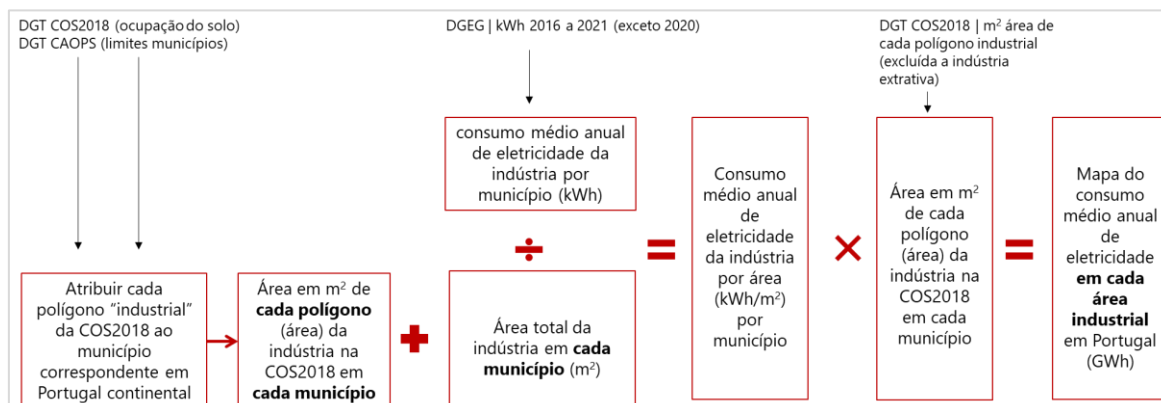 DGT COS2018 (ocupação do solo)
DGT CAOPS (limites municípios)
DGEG | kWh 2016 a 2021 (exceto 2020)
DGT COS2018 | m² área de
cada polígono industrial
(excluída a indústria
extrativa)
consumo médio anual
de eletricidade da
indústria por
município (kWh)
÷
Atribuir cada
polígono “industrial”
da COS2018 ao
município
correspondente em
Portugal continental
Área em m² de
cada polígono
(área) da
indústria na
COS2018 em
cada município
+
Área total da
indústria em cada
município (m²)
=
Consumo
médio anual
de
eletricidade
da indústria
por área
(kWh/m²)
por
município
×
Área em m²
de cada
polígono
(área) da
indústria na
COS2018
em cada
município
=
Mapa do
consumo
médio anual
de
eletricidade
em cada
área
industrial
em Portugal
(GWh)